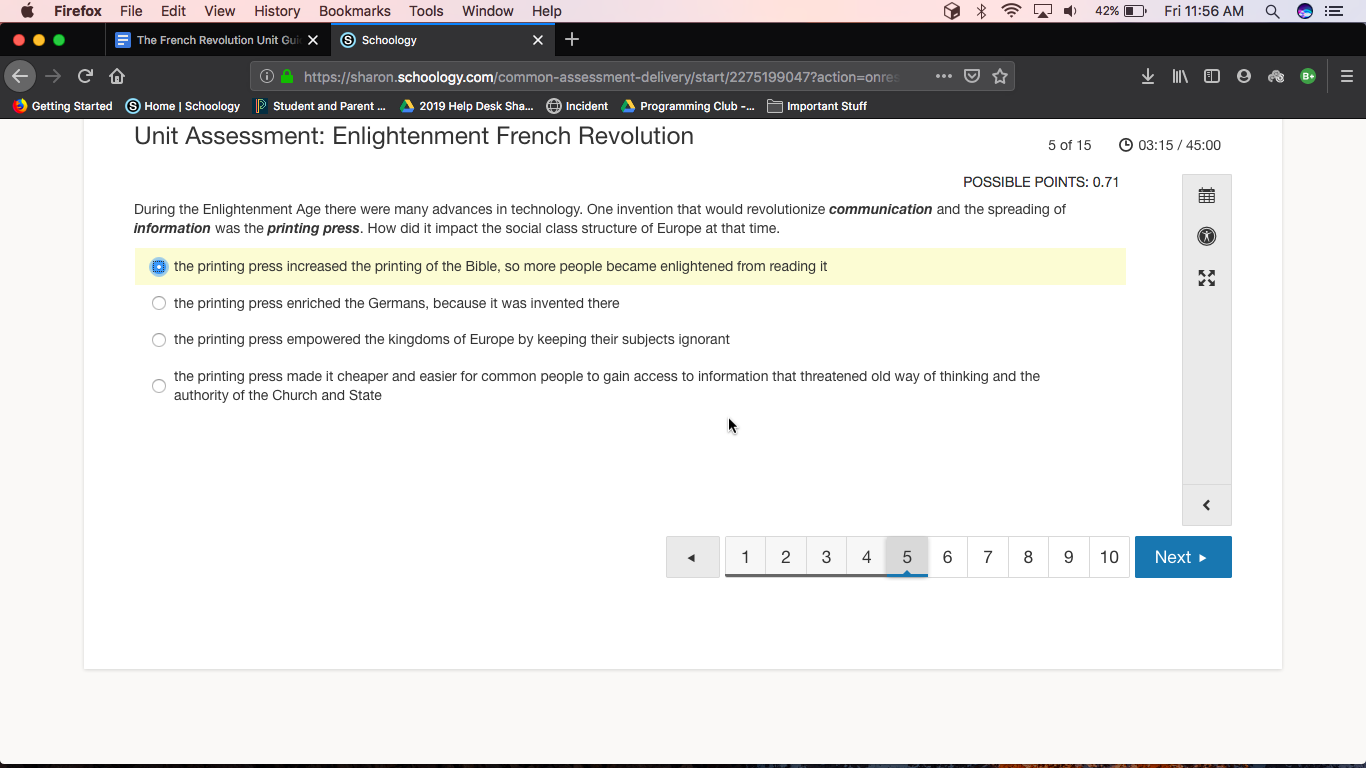 Firefox File Edit View History Bookmarks Tools Window Help 42% Fri 11:56 AM
The French Revolution Unit Gui
Schoology
https://sharon.schoology.com/common-assessment-delivery/start/2275199047?action=onres
Getting Started Home | Schoology Student and Parent ... 2019 Help Desk Sha... Incident Programming Club -... Important Stuff
Unit Assessment: Enlightenment French Revolution
5 of 15 03:15 / 45:00
POSSIBLE POINTS: 0.71
During the Enlightenment Age there were many advances in technology. One invention that would revolutionize communication and the spreading of
information was the printing press. How did it impact the social class structure of Europe at that time.
the printing press increased the printing of the Bible, so more people became enlightened from reading it
the printing press enriched the Germans, because it was invented there
the printing press empowered the kingdoms of Europe by keeping their subjects ignorant
the printing press made it cheaper and easier for common people to gain access to information that threatened old way of thinking and the
authority of the Church and State
1 2 3 4 5 6 7 8 9 10 Next